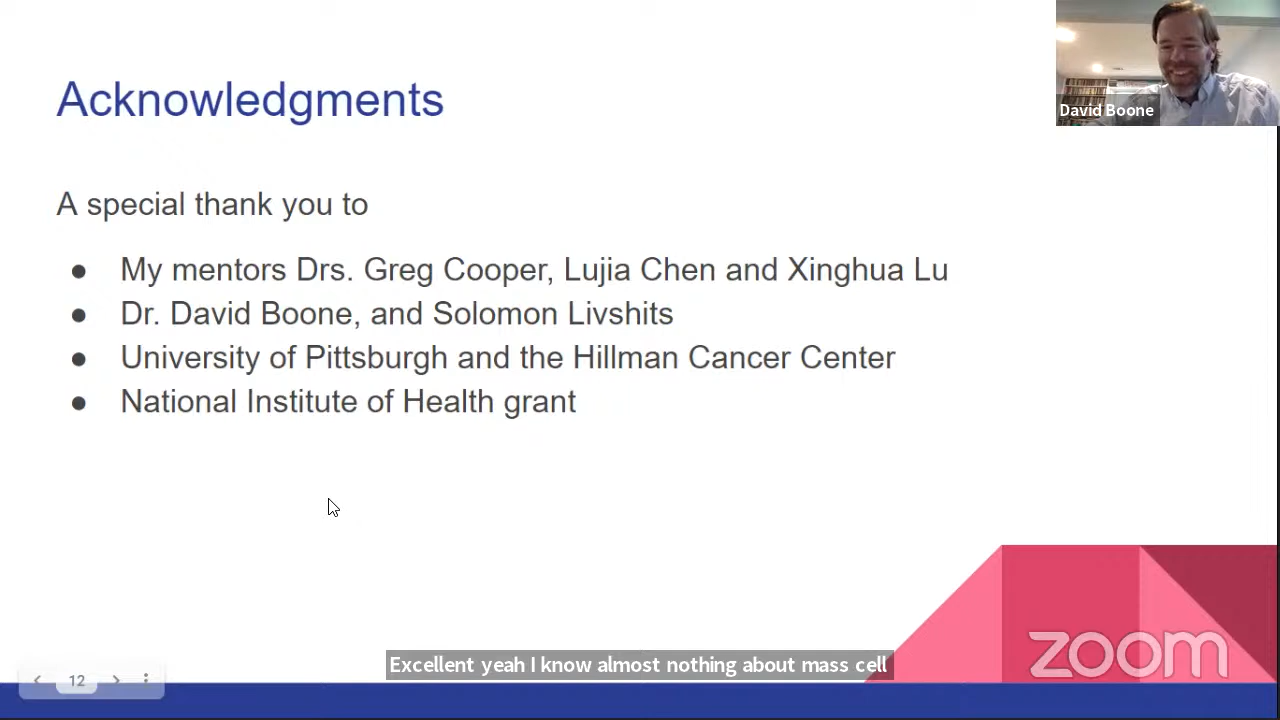 Acknowledgments
David Boone
A special thank you to
● My mentors Drs. Greg Cooper, Lujia Chen and Xinghua Lu
● Dr. David Boone, and Solomon Livshits
● University of Pittsburgh and the Hillman Cancer Center
● National Institute of Health grant
zoom
Excellent yeah I know almost nothing about mass cell
12